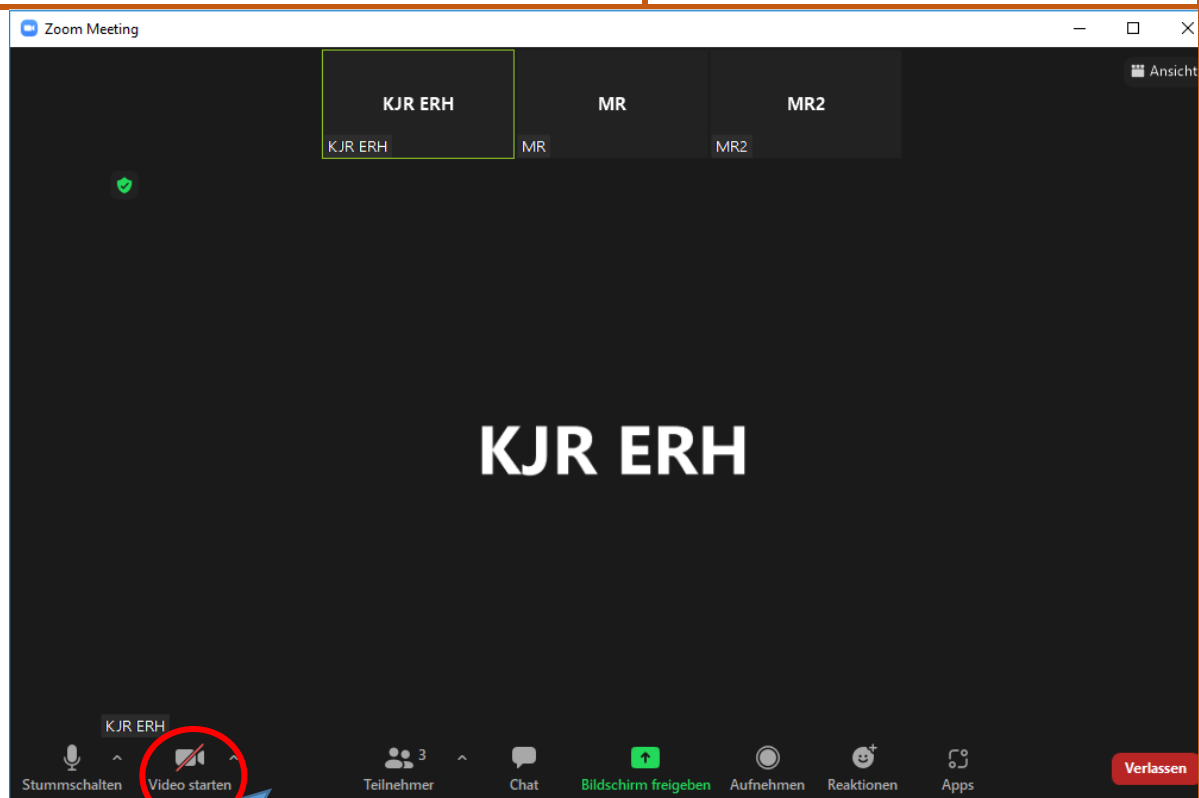 Zoom Meeting
Ansicht
KJR ERH MR MR2
KJR ERH MR MR2
KJR ERH
KJR ERH
3
Stummschalten Video starten Teilnehmer Chat Bildschirm freigeben Aufnehmen Reaktionen Apps Verlassen